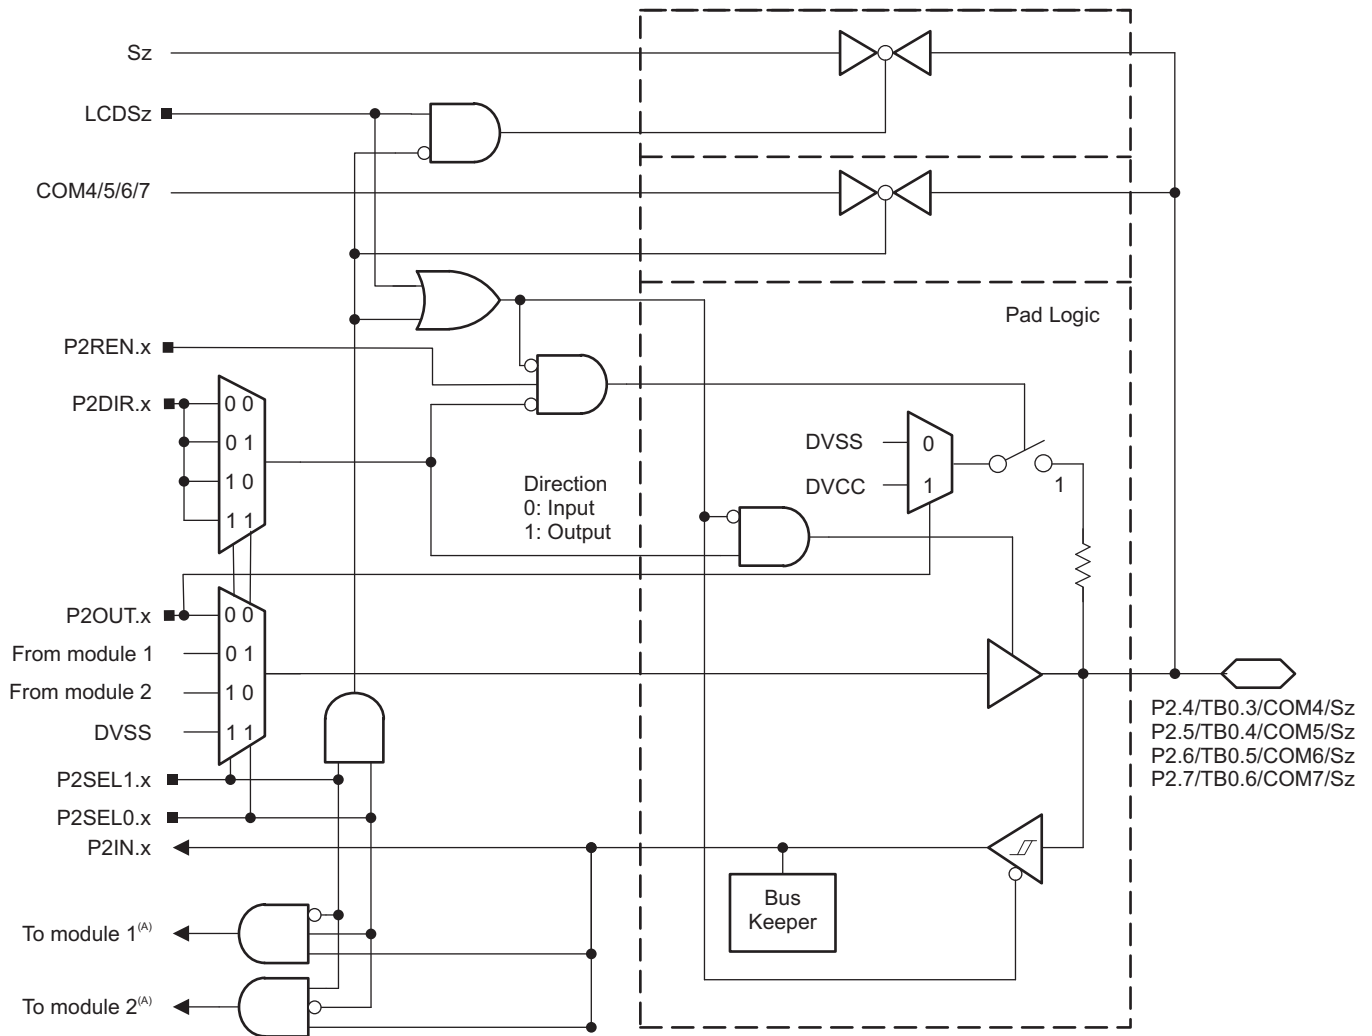 Sz
LCDSz
COM4/5/6/7
Pad Logic
P2REN.x
P2DIR.x
0 0
0 1
1 0
1 1
Direction
0: Input
1: Output
DVSS
0
DVCC
1
1
P2OUT.x
0 0
From module 1
0 1
From module 2
1 0
DVSS
1 1
P2.4/TB0.3/COM4/Sz
P2.5/TB0.4/COM5/Sz
P2.6/TB0.5/COM6/Sz
P2.7/TB0.6/COM7/Sz
P2SEL1.x
P2SEL0.x
P2IN.x
Bus
Keeper
To module 1(A)
To module 2(A)